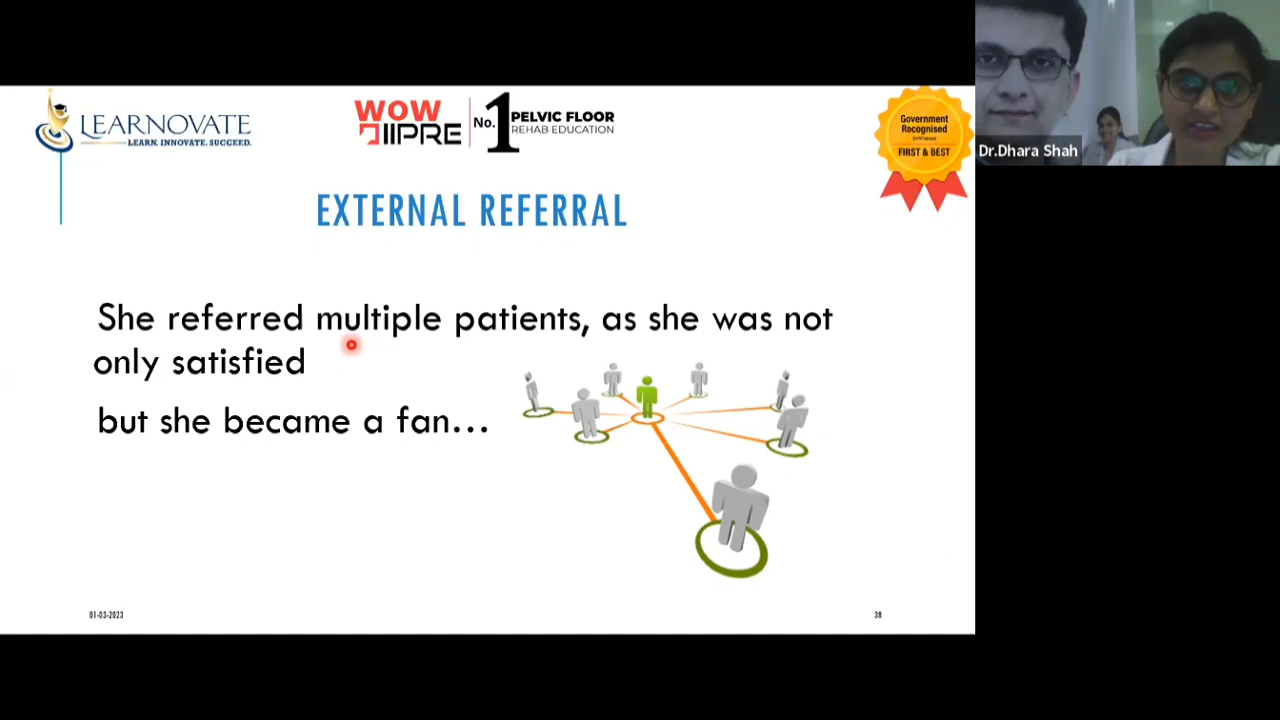 LEARNOVATE
LEARN. INNOVATE. SUCCEED.
WOW
IIPRE
No.1
PELVIC FLOOR
REHAB EDUCATION
Government
Recognised
FIRST & BEST
Dr.Dhara Shah
EXTERNAL REFERRAL
She referred multiple patients, as she was not
only satisfied
but she became a fan...
01-03-2023
38